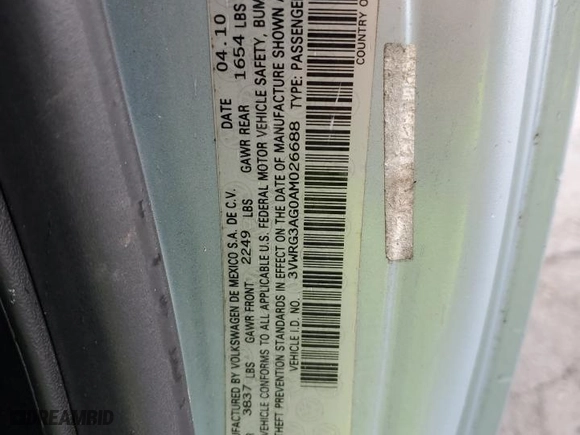 NUFACTURED BY VOLKSWAGEN DE MEXICO S.A. DE C.V. DATE 04.10
3837 LBS GAWR FRONT 2249 LBS GAWR REAR 1654 LBS
VEHICLE CONFORMS TO ALL APPLICABLE U.S. FEDERAL MOTOR VEHICLE SAFETY, BUM
THEFT PREVENTION STANDARDS IN EFFECT ON THE DATE OF MANUFACTURE SHOWN A
VEHICLE I.D. NO. 3VWRG3AG0AM026688 TYPE: PASSENGE
COUNTRY O
DREAMBID